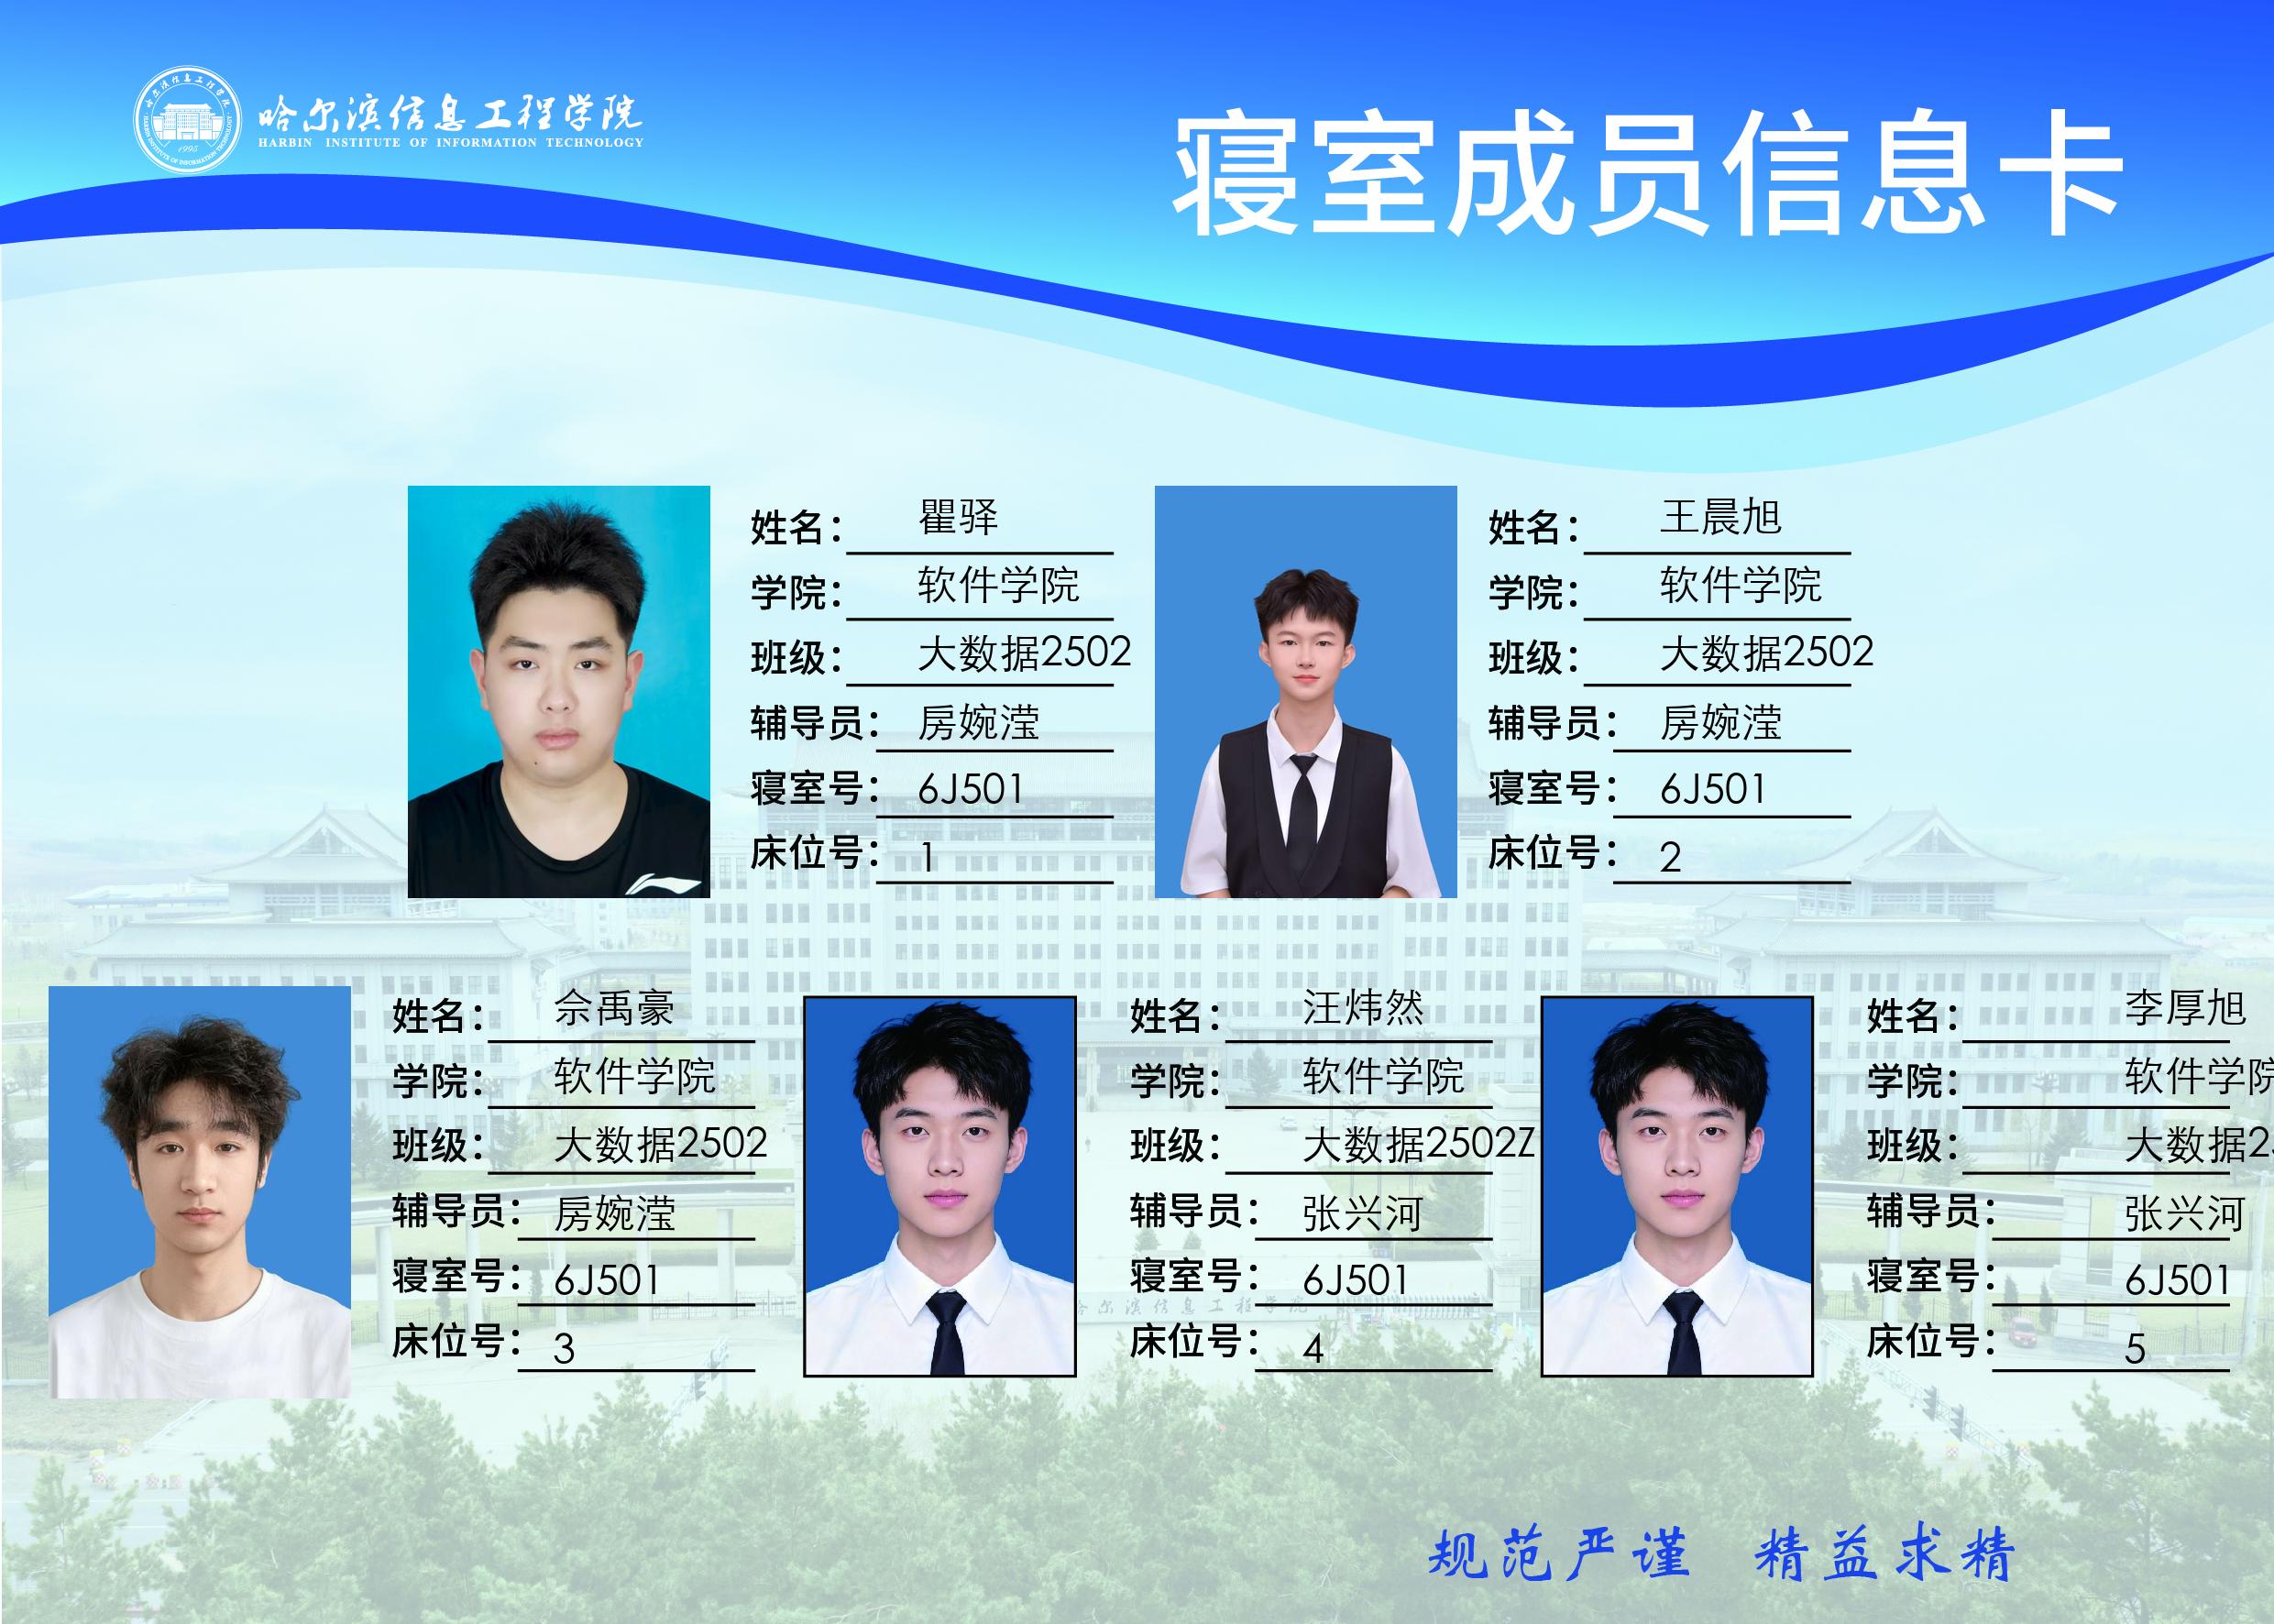 哈尔滨信息工程学院
HARBIN INSTITUTE OF INFORMATION TECHNOLOGY
1995
寝室成员信息卡
姓名：瞿驿
学院：软件学院
班级：大数据2502
辅导员：房婉滢
寝室号：6J501
床位号：1
姓名：王晨旭
学院：软件学院
班级：大数据2502
辅导员：房婉滢
寝室号：6J501
床位号：2
姓名：佘禹豪
学院：软件学院
班级：大数据2502
辅导员：房婉滢
寝室号：6J501
床位号：3
姓名：汪炜然
学院：软件学院
班级：大数据2502Z
辅导员：张兴河
寝室号：6J501
床位号：4
姓名：李厚旭
学院：软件学院
班级：大数据2
辅导员：张兴河
寝室号：6J501
床位号：5
规范严谨 精益求精